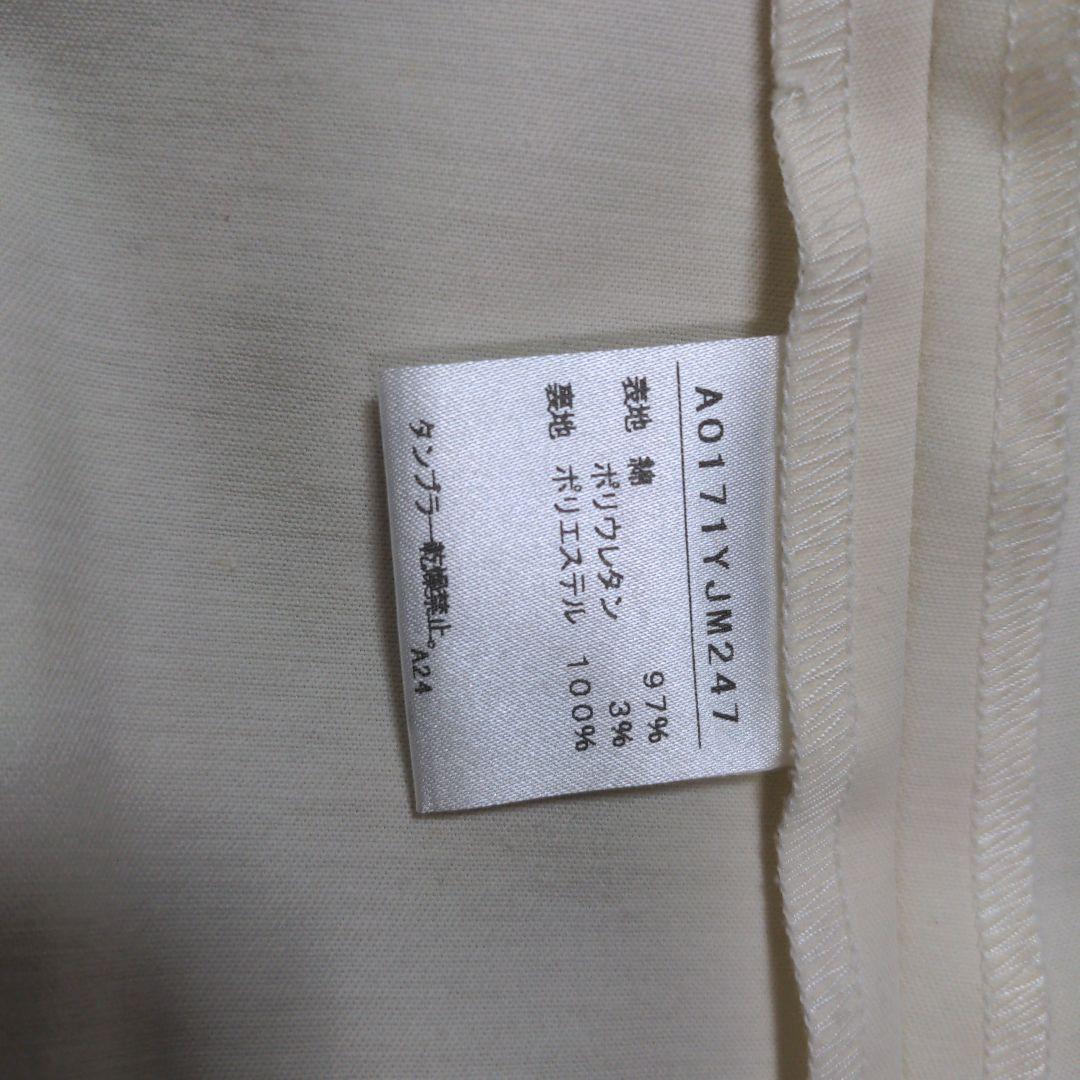 A0171YJM247
表地 綿 97%
ポリウレタン 3%
裏地 ポリエステル 100%
タンブラー乾燥禁止。
A24